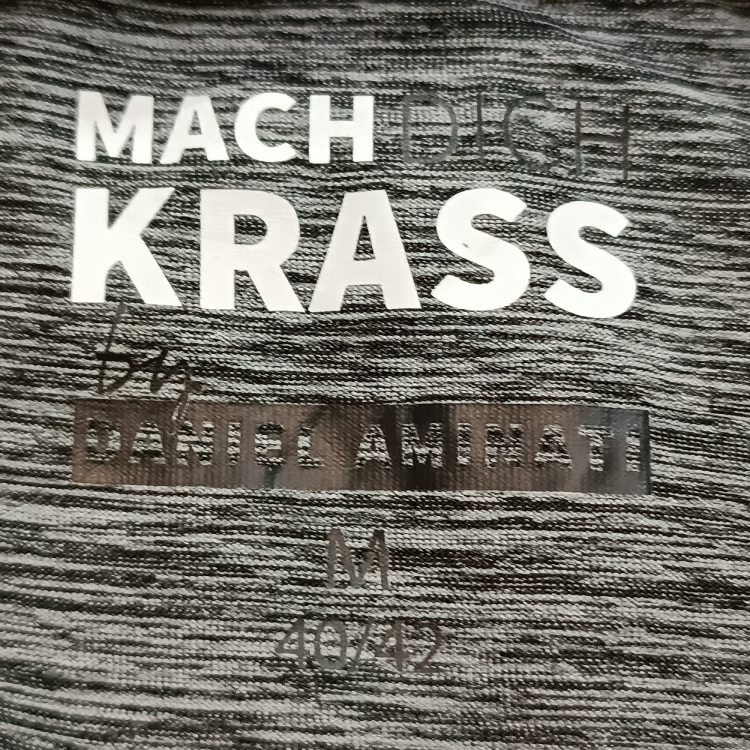 MACH DICH
KRASS
by
DANIEL AMINATI
M
40/42